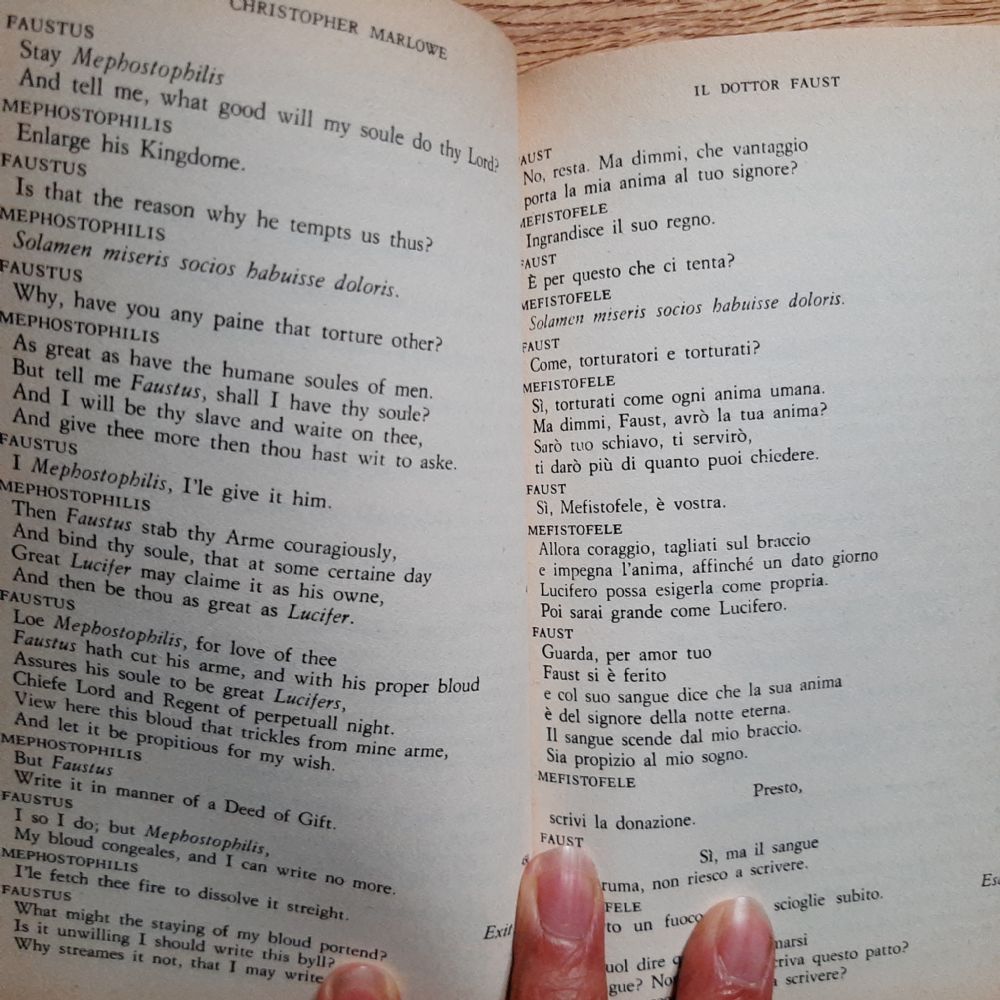 CHRISTOPHER MARLOWE
FAUSTUS
Stay Mephostophilis
And tell me, what good will my soule do thy Lord?
MEPHOSTOPHILIS
Enlarge his Kingdome.
FAUSTUS
Is that the reason why he tempts us thus?
MEPHOSTOPHILIS
Solamen miseris socios habuisse doloris.
FAUSTUS
Why, have you any paine that torture other?
MEPHOSTOPHILIS
As great as have the humane soules of men.
But tell me Faustus, shall I have thy soule?
And I will be thy slave and waite on thee,
And give thee more then thou hast wit to aske.
FAUSTUS
I Mephostophilis, I'le give it him.
MEPHOSTOPHILIS
Then Faustus stab thy Arme couragiously,
And bind thy soule, that at some certaine day
Great Lucifer may claime it as his owne,
And then be thou as great as Lucifer.
FAUSTUS
Loe Mephostophilis, for love of thee
Faustus hath cut his arme, and with his proper bloud
Assures his soule to be great Lucifers,
Chiefe Lord and Regent of perpetuall night.
View here this bloud that trickles from mine arme,
And let it be propitious for my wish.
MEPHOSTOPHILIS
But Faustus
Write it in manner of a Deed of Gift.
FAUSTUS
I so I do; but Mephostophilis,
My bloud congeales, and I can write no more.
MEPHOSTOPHILIS
I'le fetch thee fire to dissolve it streight.
Exit
FAUSTUS
What might the staying of my bloud portend?
Is it unwilling I should write this byll?
Why streames it not, that I may write
IL DOTTOR FAUST
AUST
No, resta. Ma dimmi, che vantaggio
porta la mia anima al tuo signore?
MEFISTOFELE
Ingrandisce il suo regno.
FAUST
È per questo che ci tenta?
MEFISTOFELE
Solamen miseris socios habuisse doloris.
FAUST
Come, torturatori e torturati?
MEFISTOFELE
Sì, torturati come ogni anima umana.
Ma dimmi, Faust, avrò la tua anima?
Sarò tuo schiavo, ti servirò,
ti darò più di quanto puoi chiedere.
FAUST
Sì, Mefistofele, è vostra.
MEFISTOFELE
Allora coraggio, tagliati sul braccio
e impegna l'anima, affinché un dato giorno
Lucifero possa esigerla come propria.
Poi sarai grande come Lucifero.
FAUST
Guarda, per amor tuo
Faust si è ferito
e col suo sangue dice che la sua anima
è del signore della notte eterna.
Il sangue scende dal mio braccio.
Sia propizio al mio sogno.
MEFISTOFELE
Presto,
scrivi la donazione.
FAUST
Sì, ma il sangue
ruma, non riesco a scrivere.
FELE
to un fuoco scioglie subito.
Esc
marsi
uol dire criva questo patto?
gue? No a scrivere?